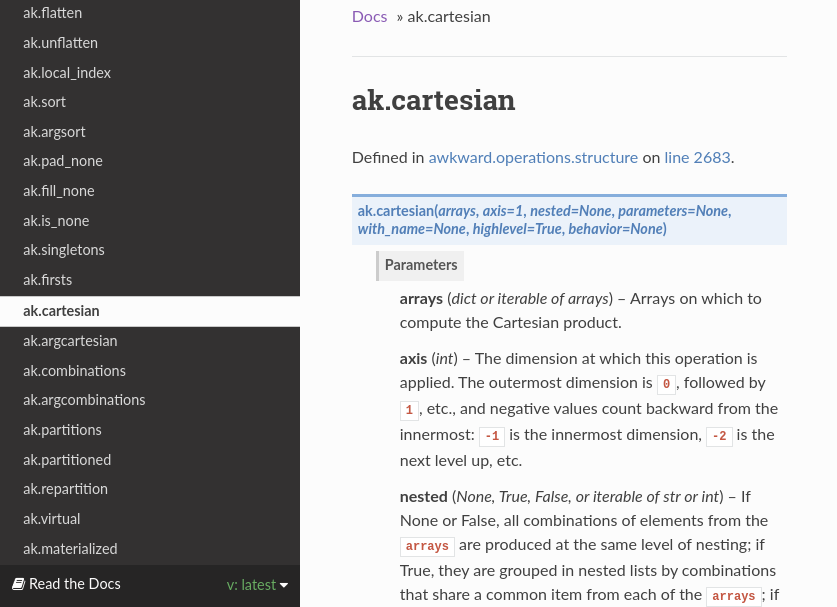 ak.flatten
ak.unflatten
ak.local_index
ak.sort
ak.argsort
ak.pad_none
ak.fill_none
ak.is_none
ak.singletons
ak.firsts
ak.cartesian
ak.argcartesian
ak.combinations
ak.argcombinations
ak.partitions
ak.partitioned
ak.repartition
ak.virtual
ak.materialized
Read the Docs
v: latest
Docs » ak.cartesian
ak.cartesian
Defined in awkward.operations.structure on line 2683.
ak.cartesian(arrays, axis=1, nested=None, parameters=None,
with_name=None, highlevel=True, behavior=None)
Parameters
arrays (dict or iterable of arrays) – Arrays on which to
compute the Cartesian product.
axis (int) – The dimension at which this operation is
applied. The outermost dimension is 0, followed by
1, etc., and negative values count backward from the
innermost: -1 is the innermost dimension, -2 is the
next level up, etc.
nested (None, True, False, or iterable of str or int) – If
None or False, all combinations of elements from the
arrays are produced at the same level of nesting; if
True, they are grouped in nested lists by combinations
that share a common item from each of the arrays; if